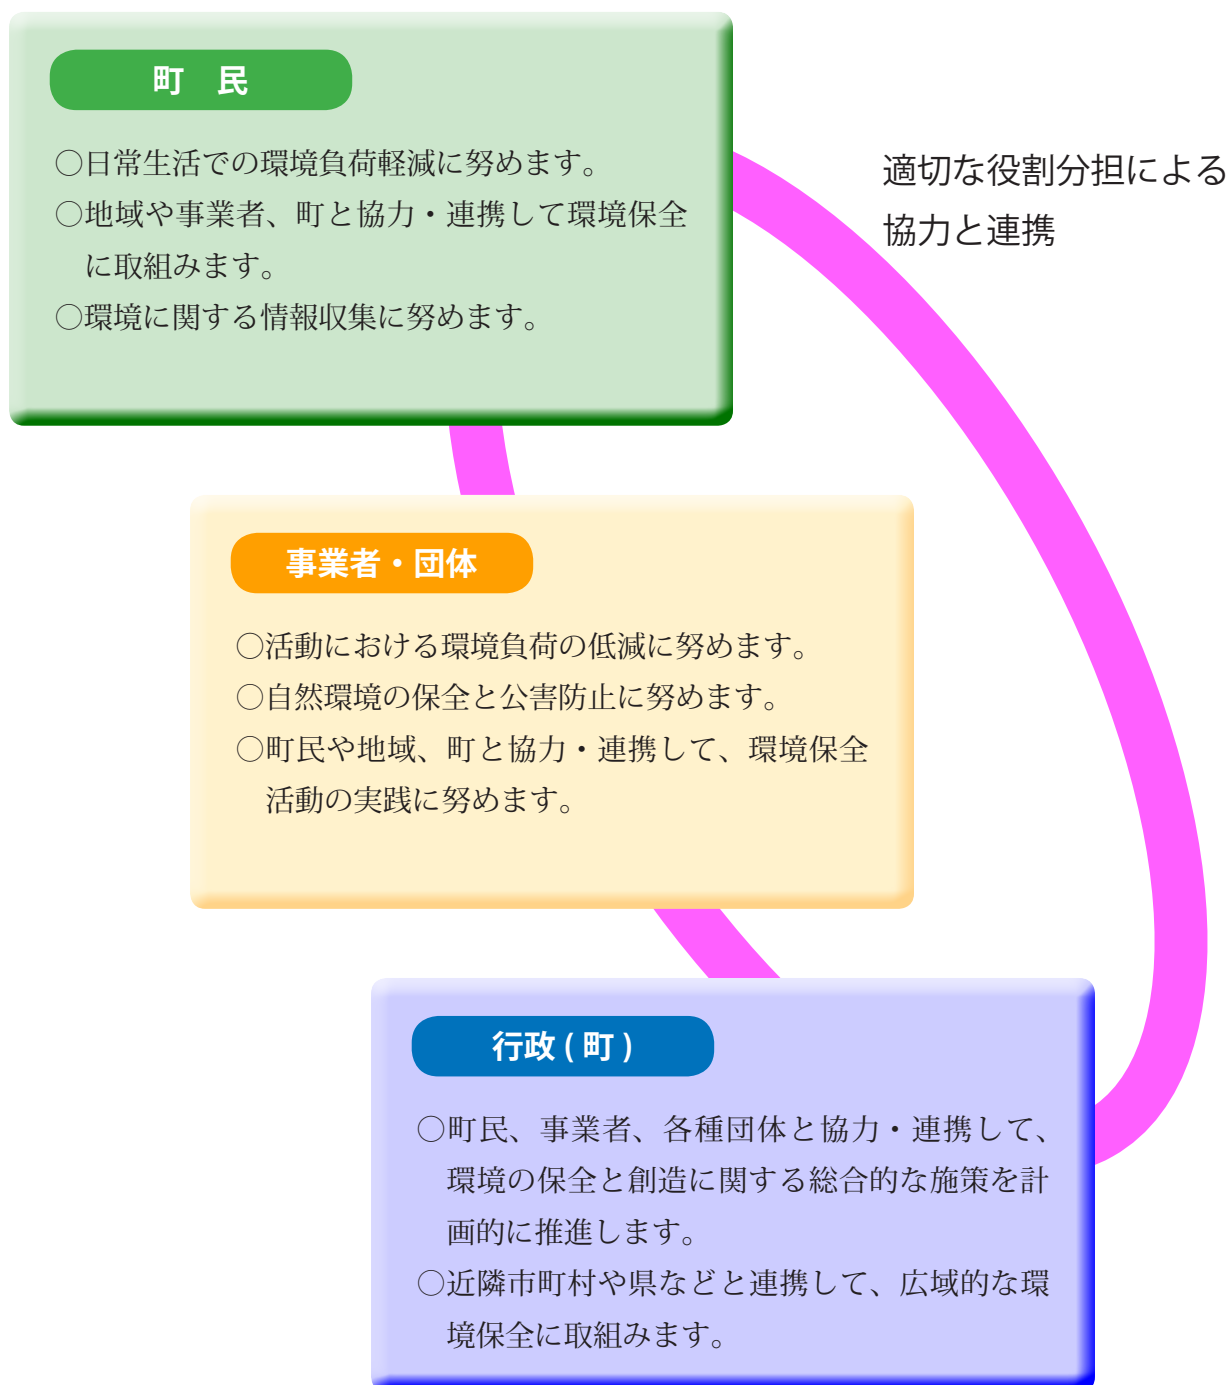 町　民
○日常生活での環境負荷軽減に努めます。
○地域や事業者、町と協力・連携して環境保全
に取組みます。
○環境に関する情報収集に努めます。
適切な役割分担による
協力と連携
事業者・団体
○活動における環境負荷の低減に努めます。
○自然環境の保全と公害防止に努めます。
○町民や地域、町と協力・連携して、環境保全
活動の実践に努めます。
行政 ( 町 )
○町民、事業者、各種団体と協力・連携して、
環境の保全と創造に関する総合的な施策を計
画的に推進します。
○近隣市町村や県などと連携して、広域的な環
境保全に取組みます。